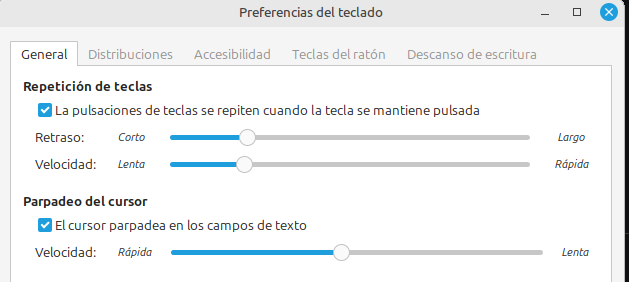 Preferencias del teclado
General Distribuciones Accesibilidad Teclas del ratón Descanso de escritura
Repetición de teclas
La pulsaciones de teclas se repiten cuando la tecla se mantiene pulsada
Retraso: Corto Largo
Velocidad: Lenta Rápida
Parpadeo del cursor
El cursor parpadea en los campos de texto
Velocidad: Rápida Lenta